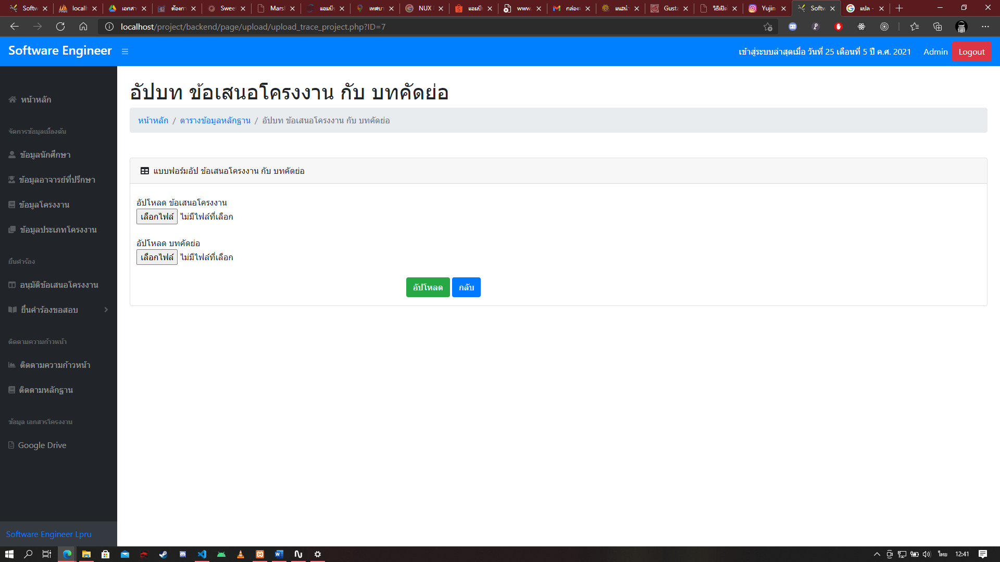 Softw
localh
เอกสา
ต้องกา
Swee
Marsh
แอมป์
เทศบา
NUX
แอมป์
www.
กล่องจ
แนะนำ
Gusta
วิธีเปิด
Yujin
Softw
แปล -
localhost/project/backend/page/upload/upload_trace_project.php?ID=7
Software Engineer
เข้าสู่ระบบล่าสุดเมื่อ วันที่ 25 เดือนที่ 5 ปี ค.ศ. 2021
Admin
Logout
หน้าหลัก
จัดการข้อมูลเบื้องต้น
ข้อมูลนักศึกษา
ข้อมูลอาจารย์ที่ปรึกษา
ข้อมูลโครงงาน
ข้อมูลประเภทโครงงาน
ยื่นคำร้อง
อนุมัติข้อเสนอโครงงาน
ยื่นคำร้องขอสอบ
ติดตามความก้าวหน้า
ติดตามความก้าวหน้า
ติดตามหลักฐาน
ข้อมูล เอกสารโครงงาน
Google Drive
Software Engineer Lpru
อัปบท ข้อเสนอโครงงาน กับ บทคัดย่อ
หน้าหลัก / ตารางข้อมูลหลักฐาน / อัปบท ข้อเสนอโครงงาน กับ บทคัดย่อ
แบบฟอร์มอัป ข้อเสนอโครงงาน กับ บทคัดย่อ
อัปโหลด ข้อเสนอโครงงาน
เลือกไฟล์ ไม่มีไฟล์ที่เลือก
อัปโหลด บทคัดย่อ
เลือกไฟล์ ไม่มีไฟล์ที่เลือก
อัปโหลด กลับ
ไทย 12:41